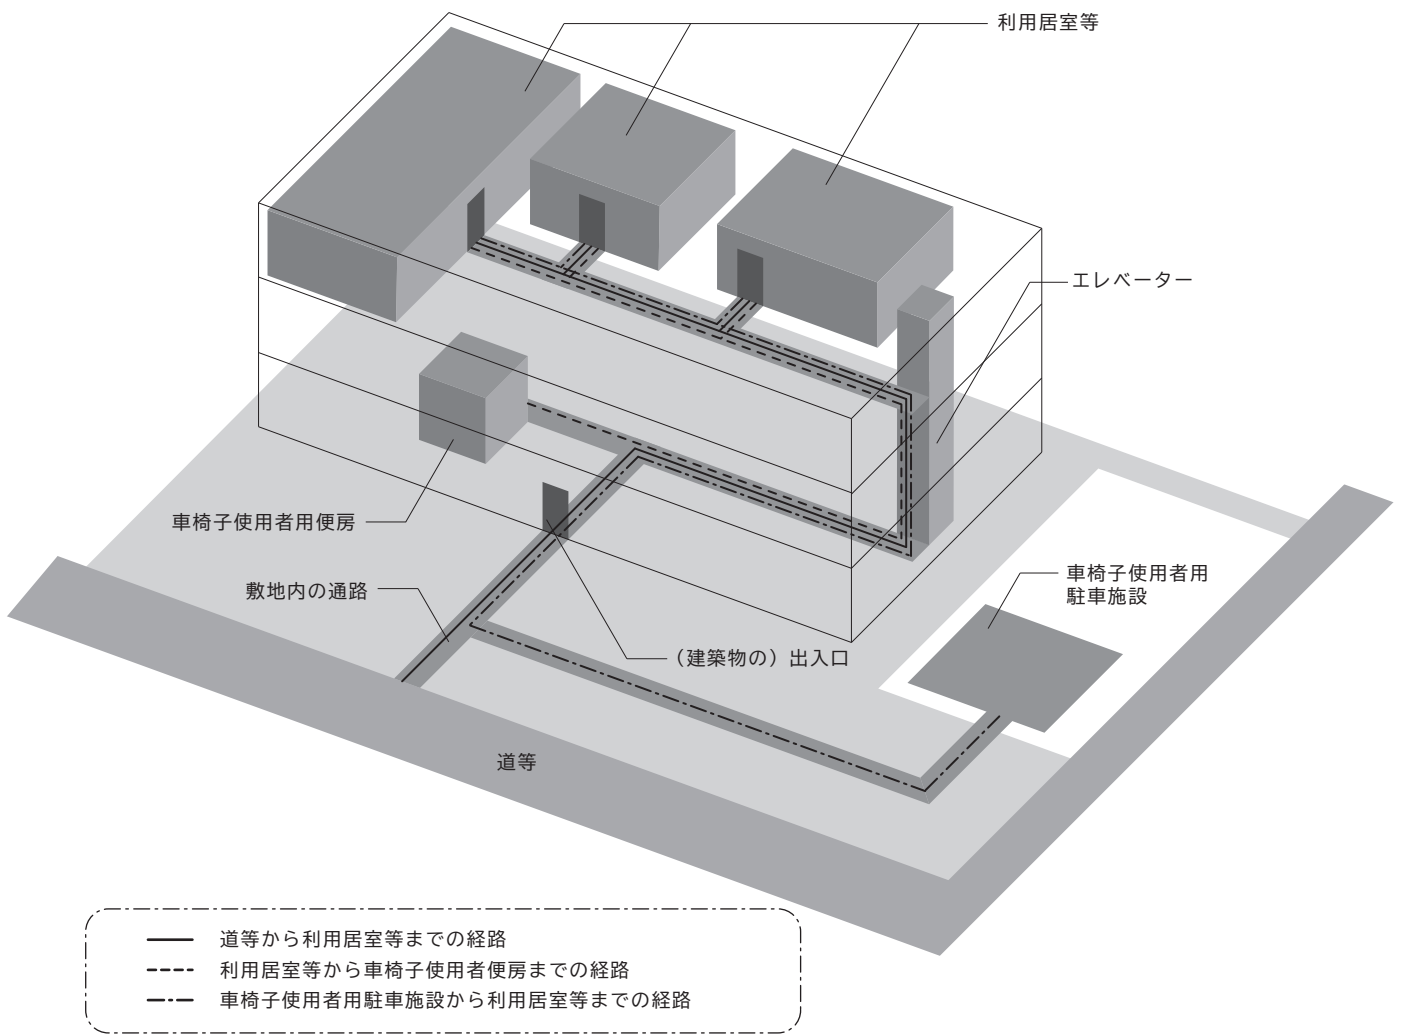 利用居室等
エレベーター
車椅子使用者用便房
敷地内の通路
車椅子使用者用
駐車施設
（建築物の）出入口
道等
道等から利用居室等までの経路
利用居室等から車椅子使用者便房までの経路
車椅子使用者用駐車施設から利用居室等までの経路